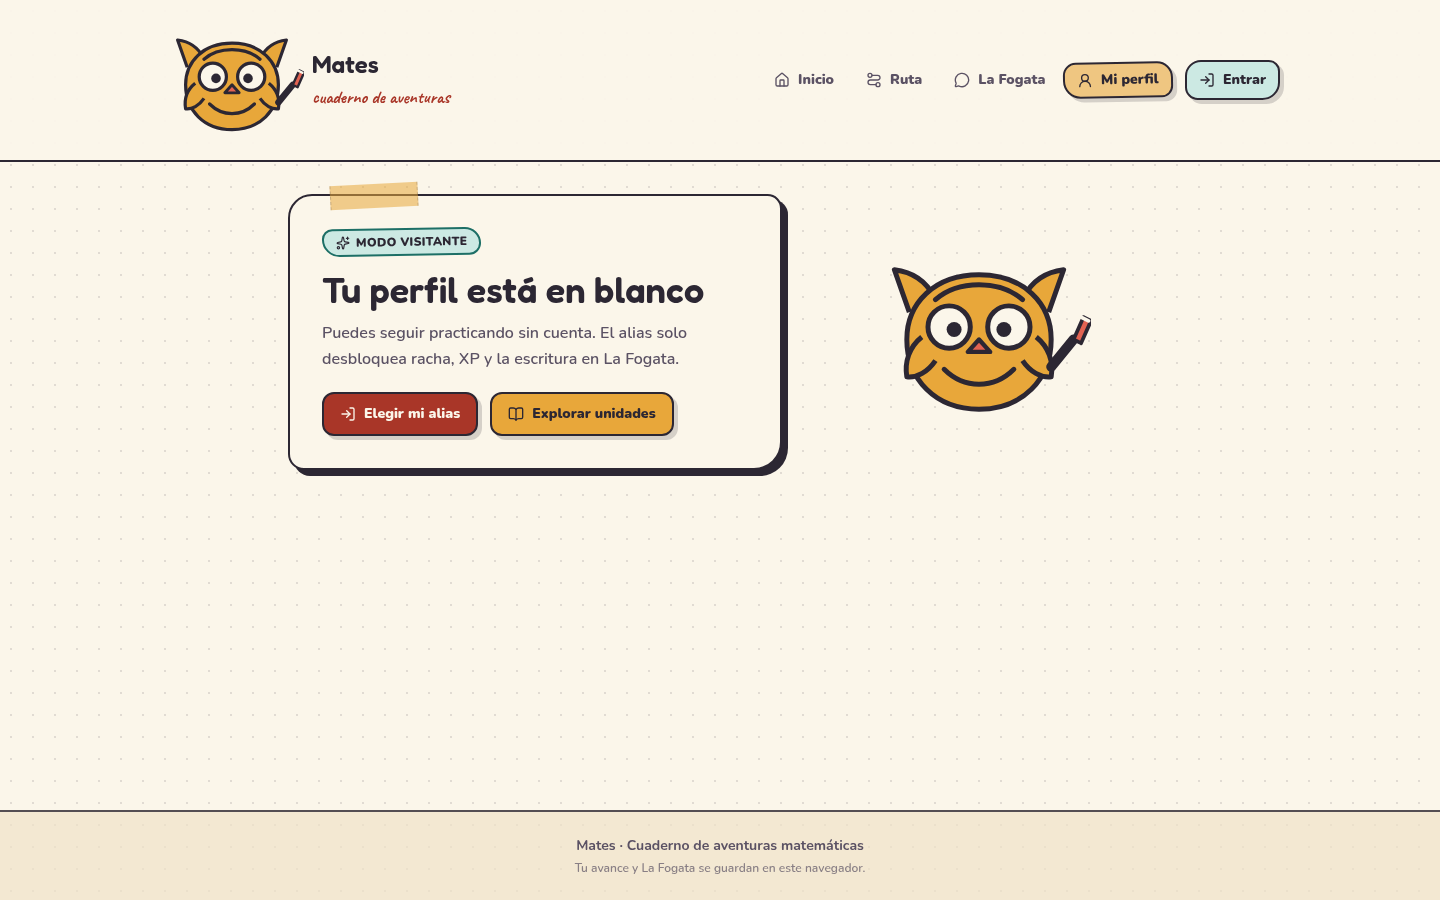 Mates
cuaderno de aventuras
Inicio
Ruta
La Fogata
Mi perfil
Entrar
MODO VISITANTE
Tu perfil está en blanco
Puedes seguir practicando sin cuenta. El alias solo
desbloquea racha, XP y la escritura en La Fogata.
Elegir mi alias
Explorar unidades
Mates · Cuaderno de aventuras matemáticas
Tu avance y La Fogata se guardan en este navegador.